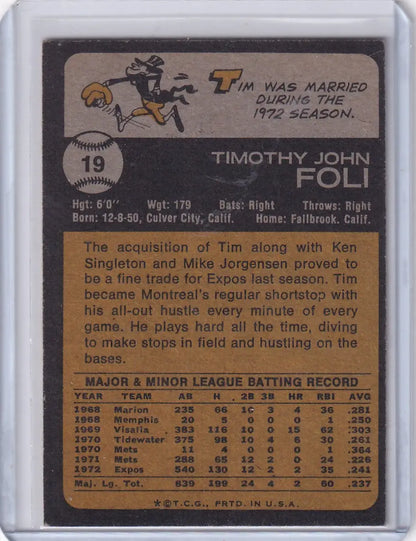 TIM WAS MARRIED
DURING THE
1972 SEASON.
19
TIMOTHY JOHN
FOLI
Hgt: 6'0" Wgt: 179 Bats: Right Throws: Right
Born: 12-8-50, Culver City, Calif. Home: Fallbrook, Calif.
The acquisition of Tim along with Ken
Singleton and Mike Jorgensen proved to
be a fine trade for Expos last season. Tim
became Montreal's regular shortstop with
his all-out hustle every minute of every
game. He plays hard all the time, diving
to make stops in field and hustling on the
bases.
MAJOR & MINOR LEAGUE BATTING RECORD
YEAR TEAM AB H 2B 3B HR RBI AVG
1968 Marion 235 66 10 3 4 36 .281
1968 Memphis 20 5 0 0 0 1 .250
1969 Visalia 383 116 10 0 15 62 .303
1970 Tidewater 375 98 10 4 6 30 .261
1970 Mets 11 4 0 0 0 1 .364
1971 Mets 288 65 12 2 0 24 .226
1972 Expos 540 130 12 2 2 35 .241
Major Lg. Tot. 839 199 24 4 2 60 .237
*©T.C.G., PRTD. IN U.S.A.